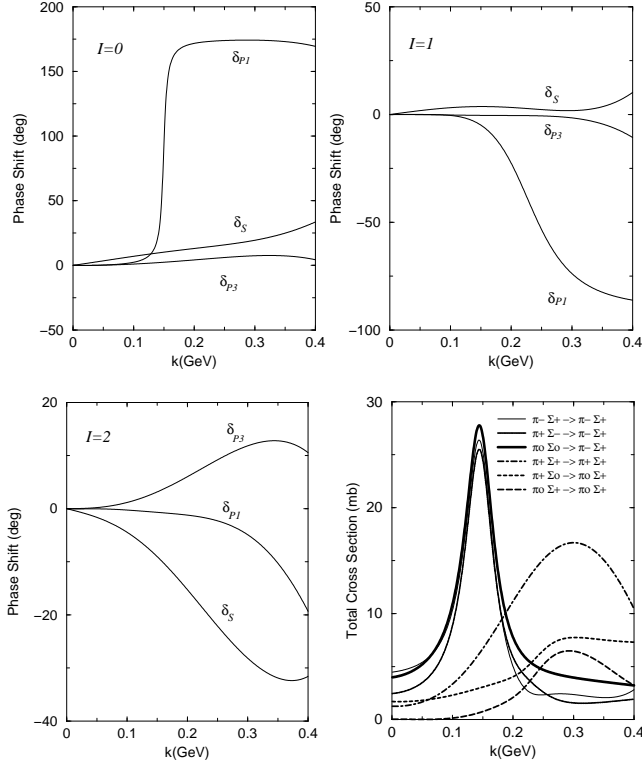 I=0
δP1
δS
δP3
Phase Shift (deg)
200
150
100
50
0
−50
0
0.1
0.2
0.3
0.4
k(GeV)
I=1
δS
δP3
δP1
Phase Shift (deg)
50
0
−50
−100
0
0.1
0.2
0.3
0.4
k(GeV)
I=2
δP3
δP1
δS
Phase Shift (deg)
20
0
−20
−40
0
0.1
0.2
0.3
0.4
k(GeV)
π− Σ+ −> π− Σ+
π+ Σ− −> π− Σ+
πo Σo −> π− Σ+
π+ Σ+ −> π+ Σ+
π+ Σo −> πo Σ+
πo Σ+ −> πo Σ+
Total Cross Section (mb)
30
20
10
0
0
0.1
0.2
0.3
0.4
k(GeV)